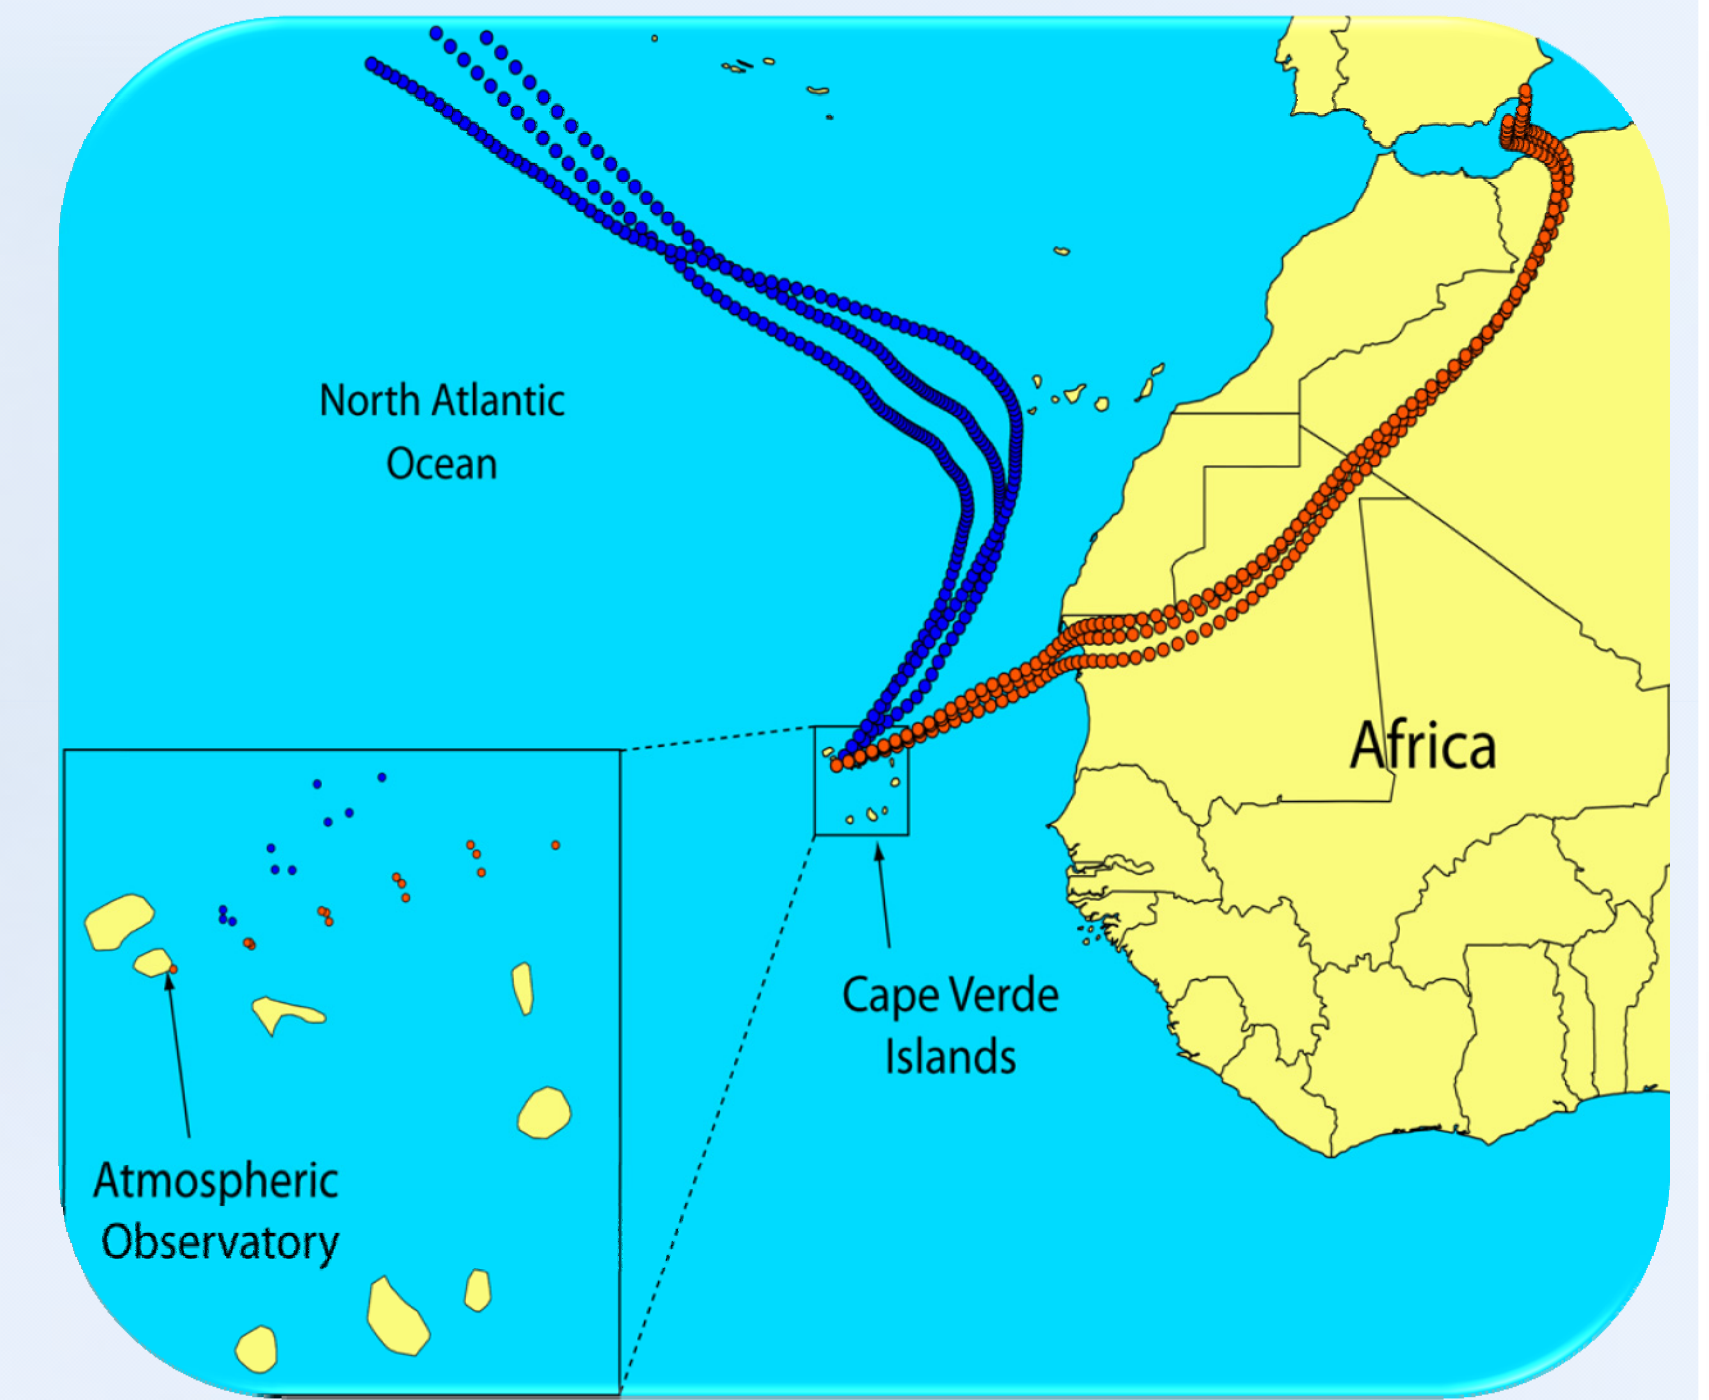 North Atlantic
Ocean
Africa
Cape Verde
Islands
Atmospheric
Observatory